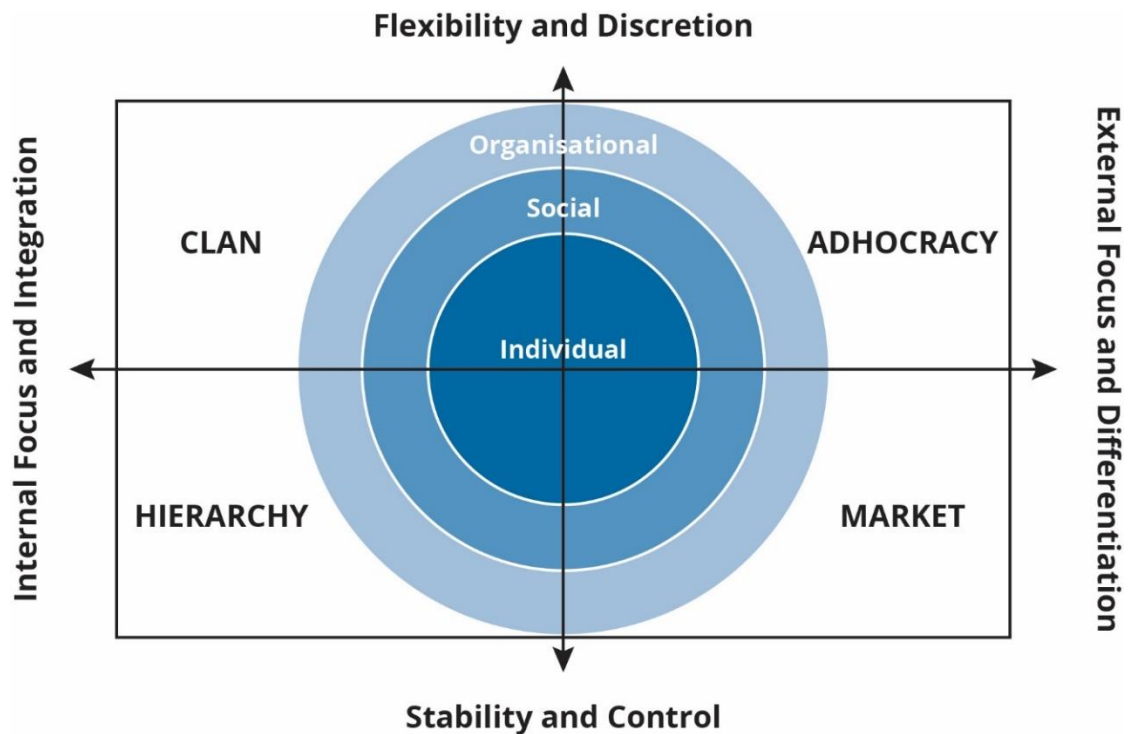 Flexibility and Discretion
Organisational
Social
CLAN
ADHOCRACY
Internal Focus and Integration
External Focus and Differentiation
Individual
HIERARCHY
MARKET
Stability and Control